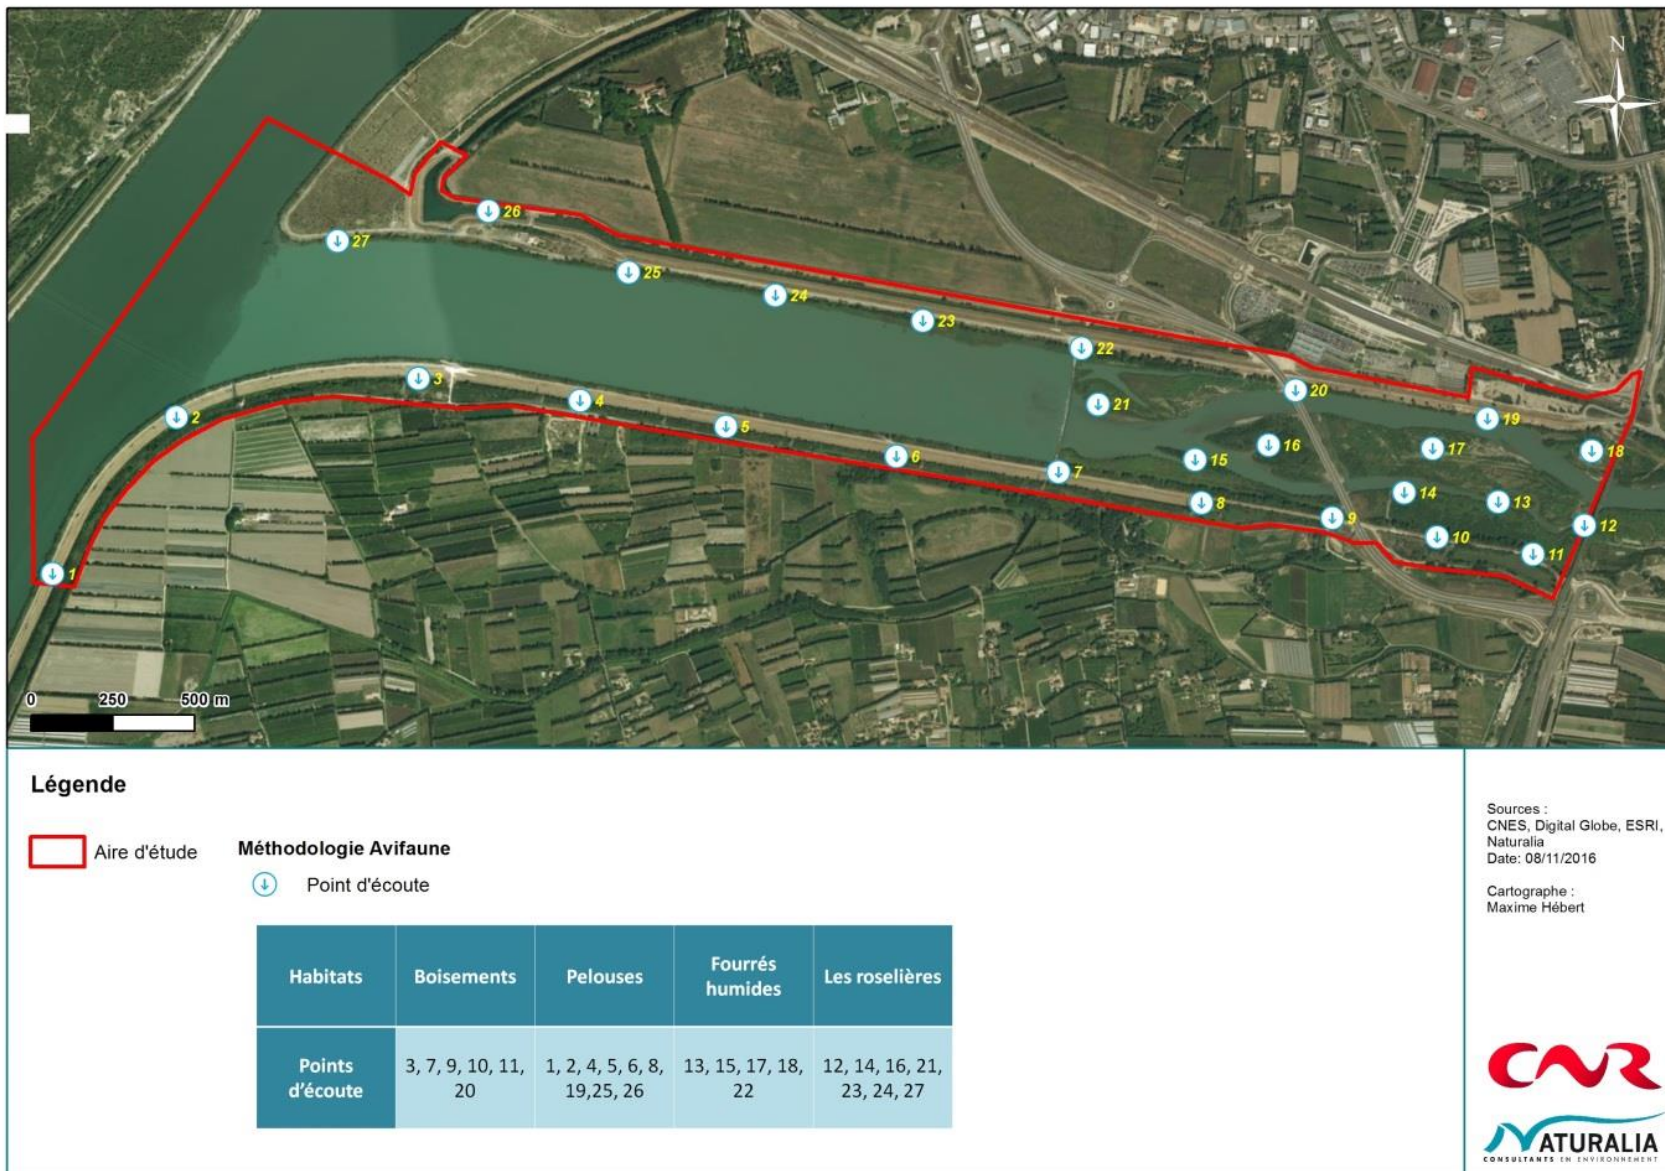 N
26
27
25
24
23
22
3
20
4
21
2
19
5
16
17
18
6
15
7
14
13
8
9
12
10
11
1
0 250 500 m
Légende
Aire d'étude
Méthodologie Avifaune
Point d'écoute
Habitats
Boisements
Pelouses
Fourrés
humides
Les roselières
Points
d'écoute
3, 7, 9, 10, 11,
20
1, 2, 4, 5, 6, 8,
19,25, 26
13, 15, 17, 18,
22
12, 14, 16, 21,
23, 24, 27
Sources :
CNES, Digital Globe, ESRI,
Naturalia
Date: 08/11/2016
Cartographe :
Maxime Hébert
CNR
NATURALIA
CONSULTANTS EN ENVIRONNEMENT